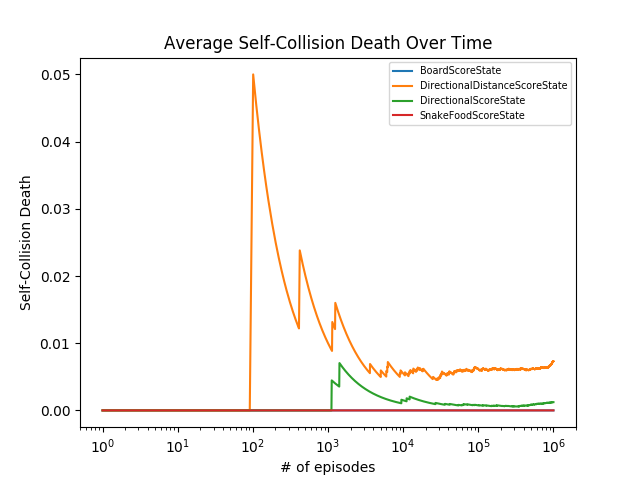 Average Self-Collision Death Over Time
BoardScoreState
DirectionalDistanceScoreState
DirectionalScoreState
SnakeFoodScoreState
Self-Collision Death
0.05
0.04
0.03
0.02
0.01
0.00
10⁰ 10¹ 10² 10³ 10⁴ 10⁵ 10⁶
# of episodes